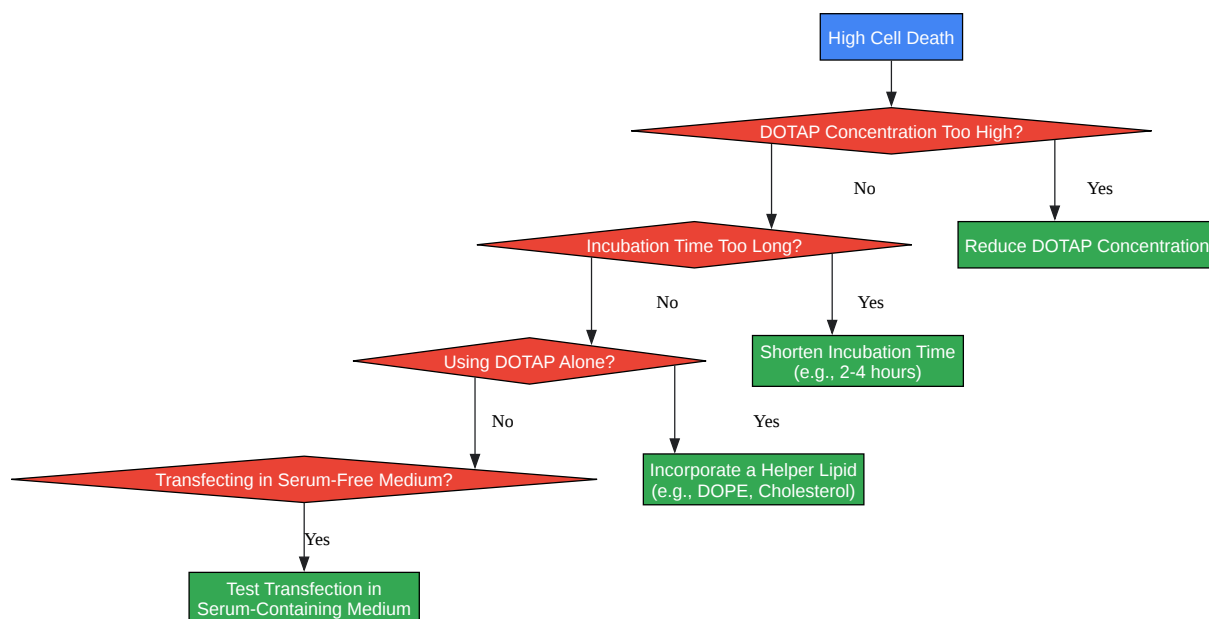 High Cell Death
DOTAP Concentration Too High?
No
Yes
Incubation Time Too Long?
Reduce DOTAP Concentration
No
Yes
Using DOTAP Alone?
Shorten Incubation Time
(e.g., 2-4 hours)
No
Yes
Transfecting in Serum-Free Medium?
Incorporate a Helper Lipid
(e.g., DOPE, Cholesterol)
Yes
Test Transfection in
Serum-Containing Medium